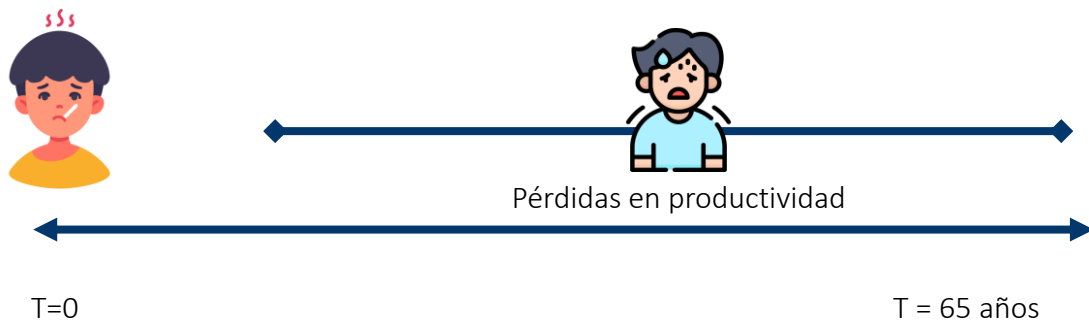 Pérdidas en productividad
T=0
T = 65 años